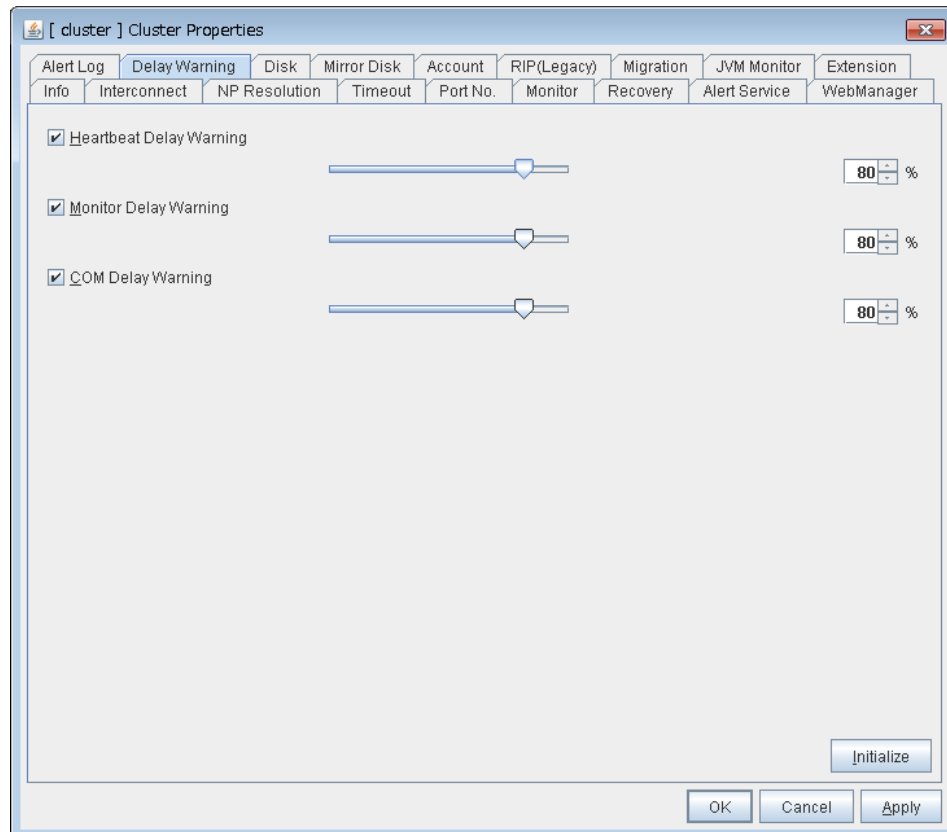 [ cluster ] Cluster Properties
Alert Log Delay Warning Disk Mirror Disk Account RIP(Legacy) Migration JVM Monitor Extension
Info Interconnect NP Resolution Timeout Port No. Monitor Recovery Alert Service WebManager
Heartbeat Delay Warning
80 %
Monitor Delay Warning
80 %
COM Delay Warning
80 %
Initialize
OK Cancel Apply